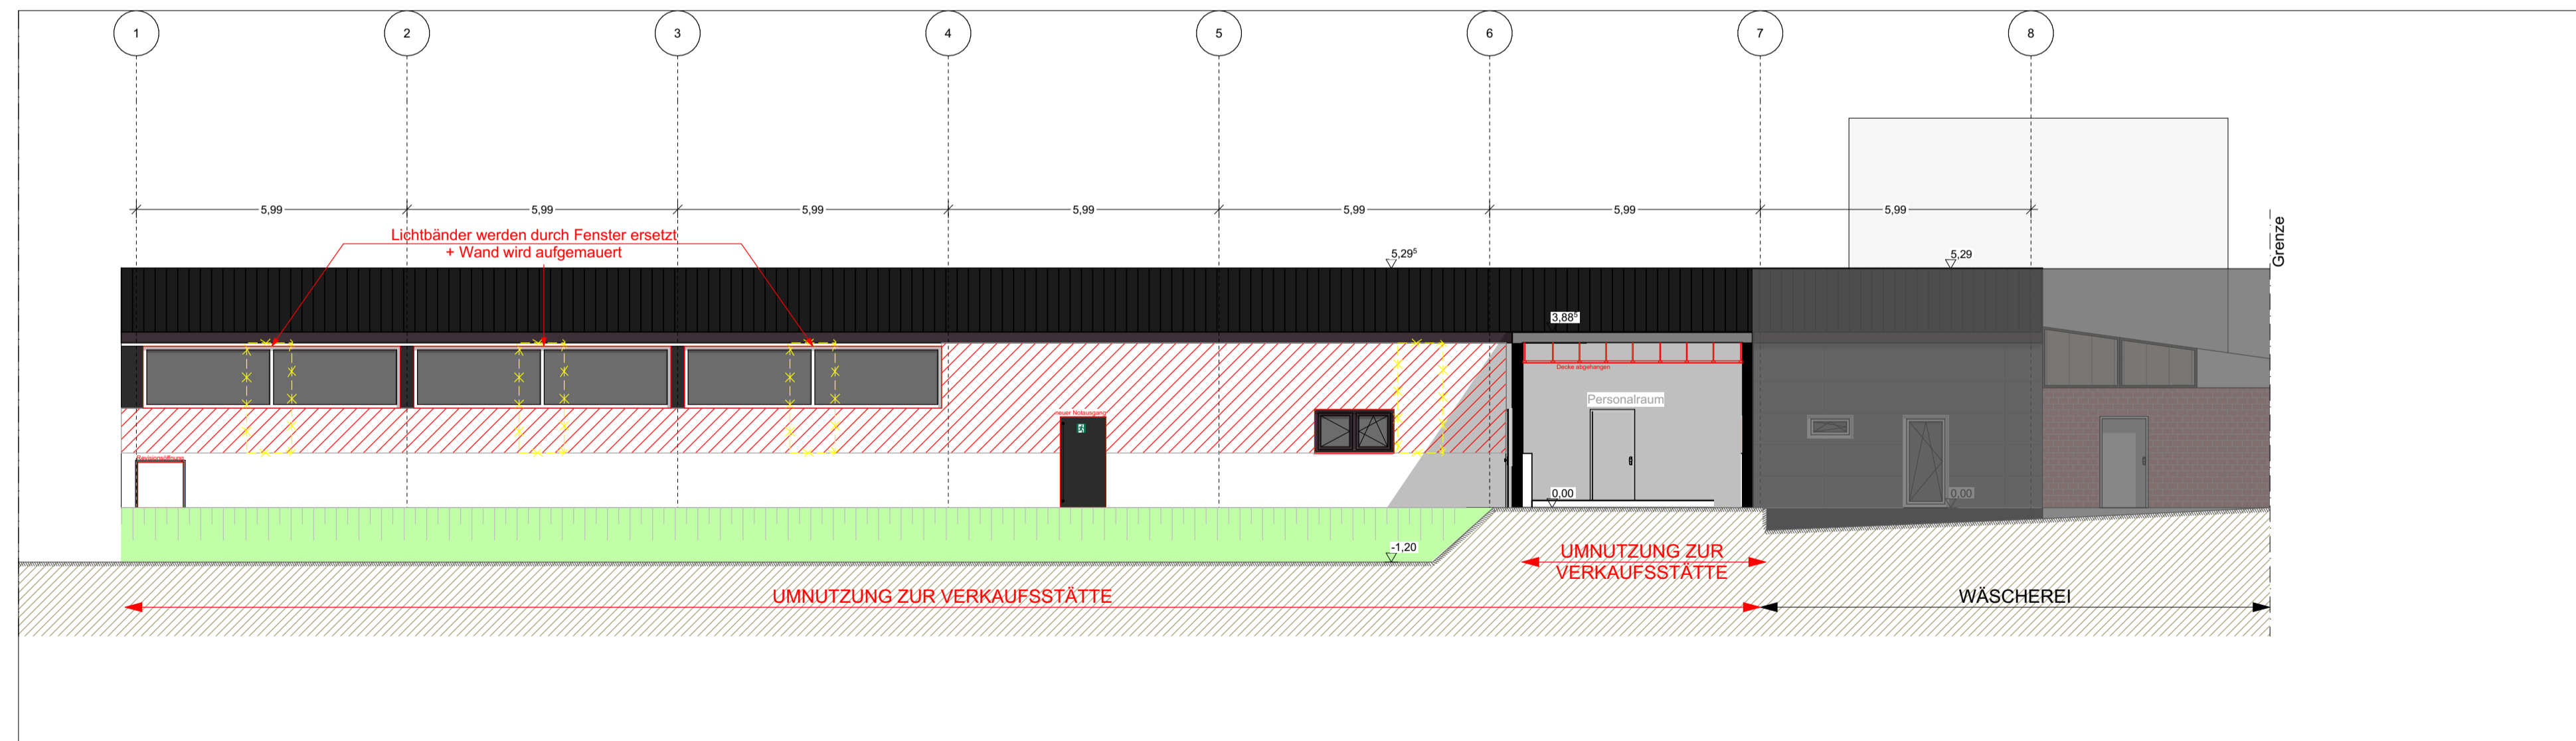 1 2 3 4 5 6 7 8
5,99 5,99 5,99 5,99 5,99 5,99 5,99
Lichtbänder werden durch Fenster ersetzt
+ Wand wird aufgemauert
5,29⁵
5,29
Grenze
3,88⁵
Decke abgehangen
Personalraum
neuer Notausgang
Revisionsöffnung
0,00
0,00
-1,20
UMNUTZUNG ZUR
VERKAUFSSTÄTTE
UMNUTZUNG ZUR VERKAUFSSTÄTTE
WÄSCHEREI